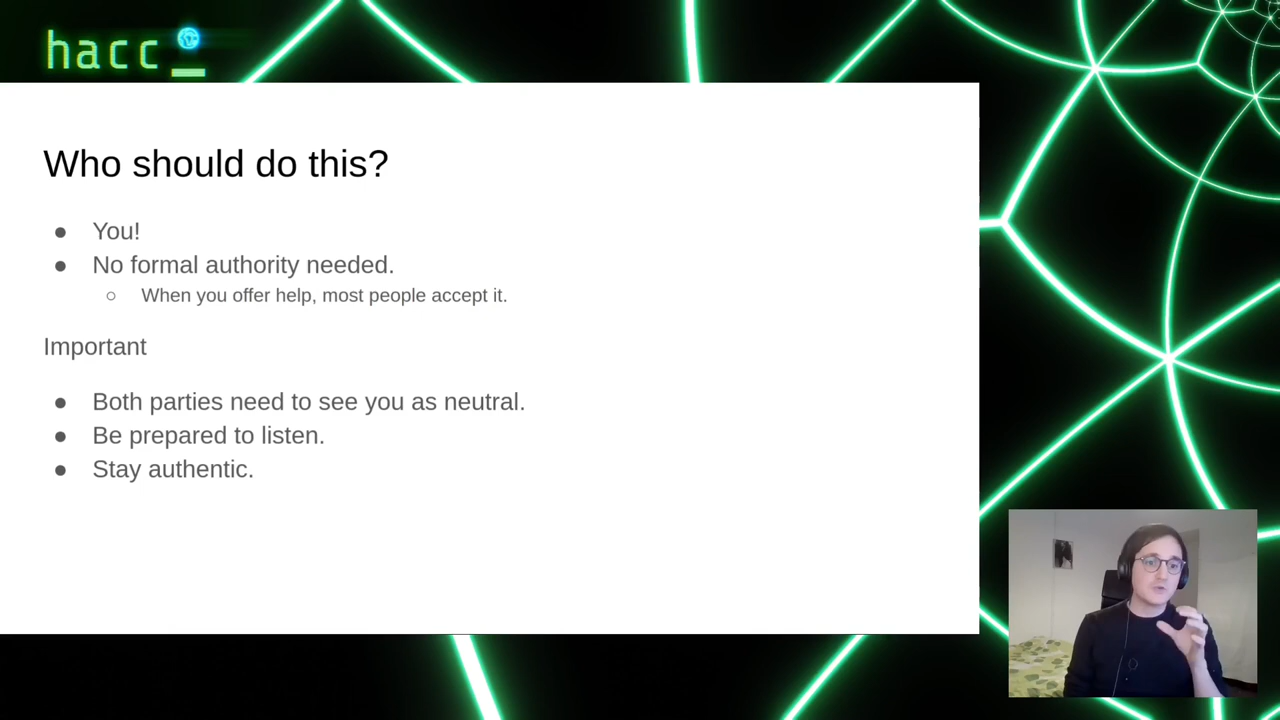 hacc
Who should do this?
● You!
● No formal authority needed.
○ When you offer help, most people accept it.
Important
● Both parties need to see you as neutral.
● Be prepared to listen.
● Stay authentic.